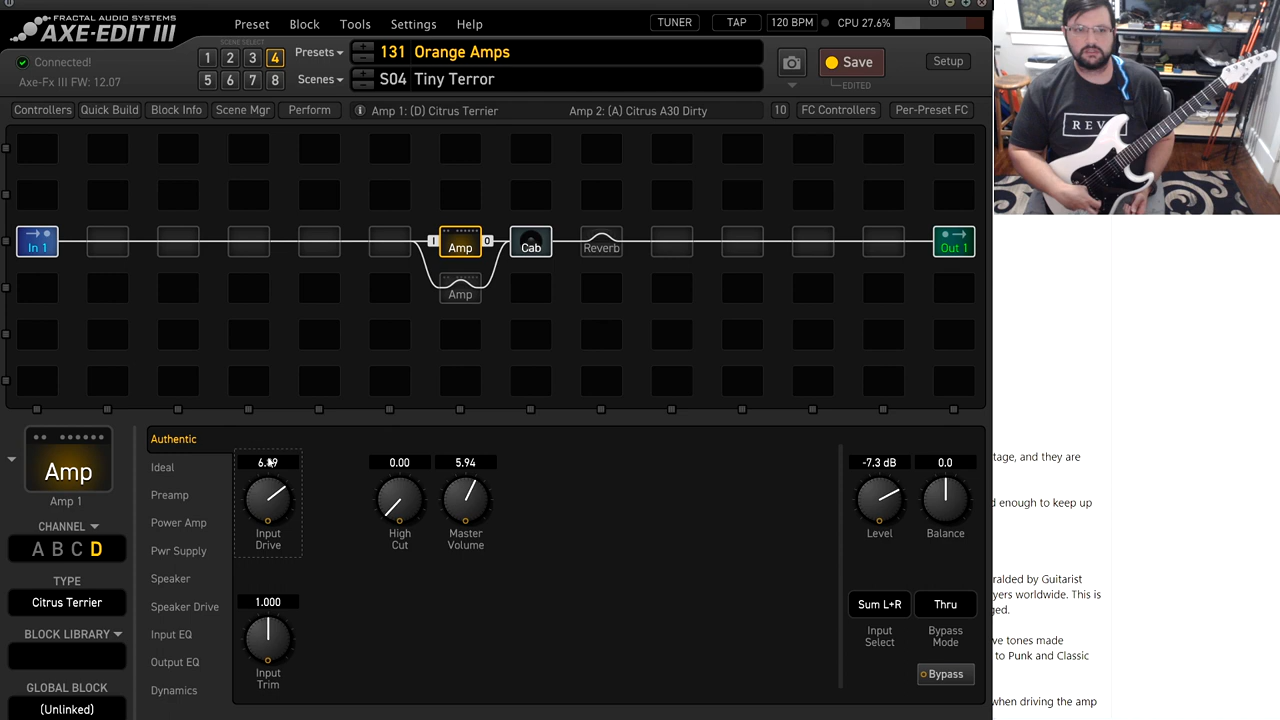 FRACTAL AUDIO SYSTEMS
AXE-EDIT III
Preset Block Tools Settings Help
TUNER TAP 120 BPM CPU 27.6%
Connected!
Axe-Fx III FW: 12.07
SCENE SELECT
1 2 3 4
5 6 7 8
Presets 131 Orange Amps
Scenes S04 Tiny Terror
Save
EDITED
Setup
Controllers Quick Build Block Info Scene Mgr Perform
Amp 1: (D) Citrus Terrier Amp 2: (A) Citrus A30 Dirty 10 FC Controllers Per-Preset FC
REVV
In 1 I Amp O Cab Reverb Out 1
Amp
Amp
Amp 1
CHANNEL
A B C D
TYPE
Citrus Terrier
BLOCK LIBRARY
GLOBAL BLOCK
(Unlinked)
Authentic
Ideal
Preamp
Power Amp
Pwr Supply
Speaker
Speaker Drive
Input EQ
Output EQ
Dynamics
0.00 5.94
Input Drive
High Cut
Master Volume
1.000
Input Trim
-7.3 dB 0.0
Level Balance
Sum L+R Thru
Input Select
Bypass Mode
Bypass
tage, and they are
d enough to keep up
ralded by Guitarist
yers worldwide. This is
ged.
ve tones made
to Punk and Classic
when driving the amp